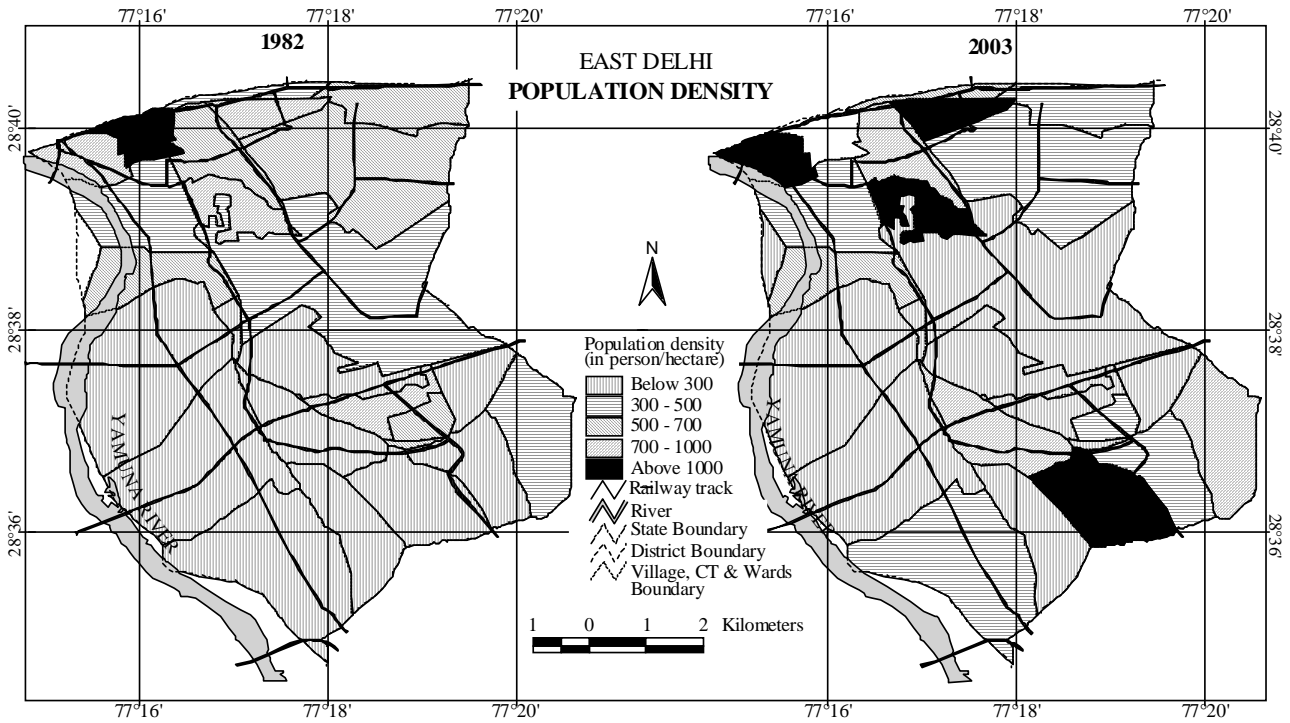 77°16' 77°18' 77°20' 77°16' 77°18' 77°20'
1982
2003
EAST DELHI
POPULATION DENSITY
28°40'
28°38'
28°36'
28°40'
28°38'
28°36'
N
YAMUNA RIVER
YAMUNA RIVER
Population density
(in person/hectare)
Below 300
300 - 500
500 - 700
700 - 1000
Above 1000
Railway track
River
State Boundary
District Boundary
Village, CT & Wards
Boundary
1 0 1 2 Kilometers
77°16' 77°18' 77°20' 77°16' 77°18' 77°20'